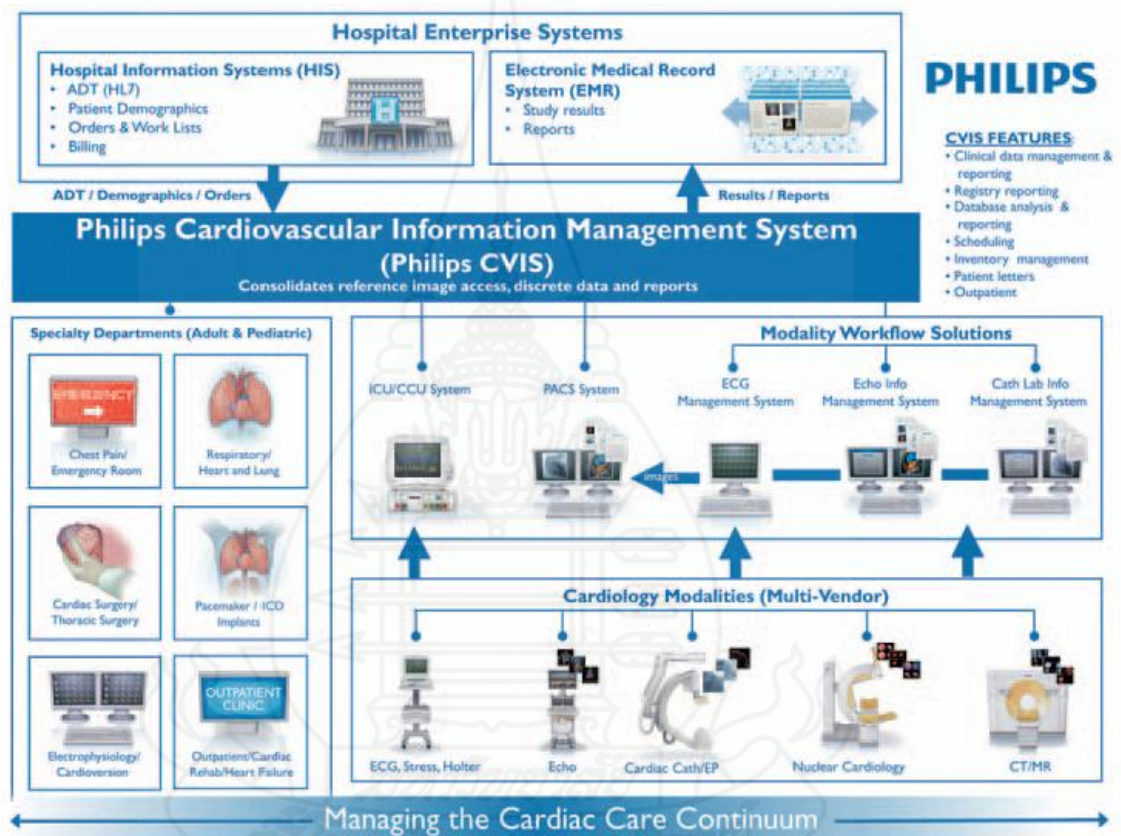 Hospital Enterprise Systems
Hospital Information Systems (HIS)
• ADT (HL7)
• Patient Demographics
• Orders & Work Lists
• Billing
Electronic Medical Record
System (EMR)
• Study results
• Reports
PHILIPS
CVIS FEATURES:
• Clinical data management &
reporting
• Registry reporting
• Database analysis &
reporting
• Scheduling
• Inventory management
• Patient letters
• Outpatient
ADT / Demographics / Orders
Results / Reports
Philips Cardiovascular Information Management System
(Philips CVIS)
Consolidates reference image access, discrete data and reports
Specialty Departments (Adult & Pediatric)
EMERGENCY
Chest Pain/
Emergency Room
Respiratory/
Heart and Lung
Cardiac Surgery/
Thoracic Surgery
Pacemaker / ICD
Implants
Electrophysiology/
Cardioversion
OUTPATIENT
CLINIC
Outpatient/Cardiac
Rehab/Heart Failure
Modality Workflow Solutions
ICU/CCU System
PACS System
ECG
Management System
Echo Info
Management System
Cath Lab Info
Management System
images
Cardiology Modalities (Multi-Vendor)
ECG, Stress, Holter
Echo
Cardiac Cath/EP
Nuclear Cardiology
CT/MR
Managing the Cardiac Care Continuum